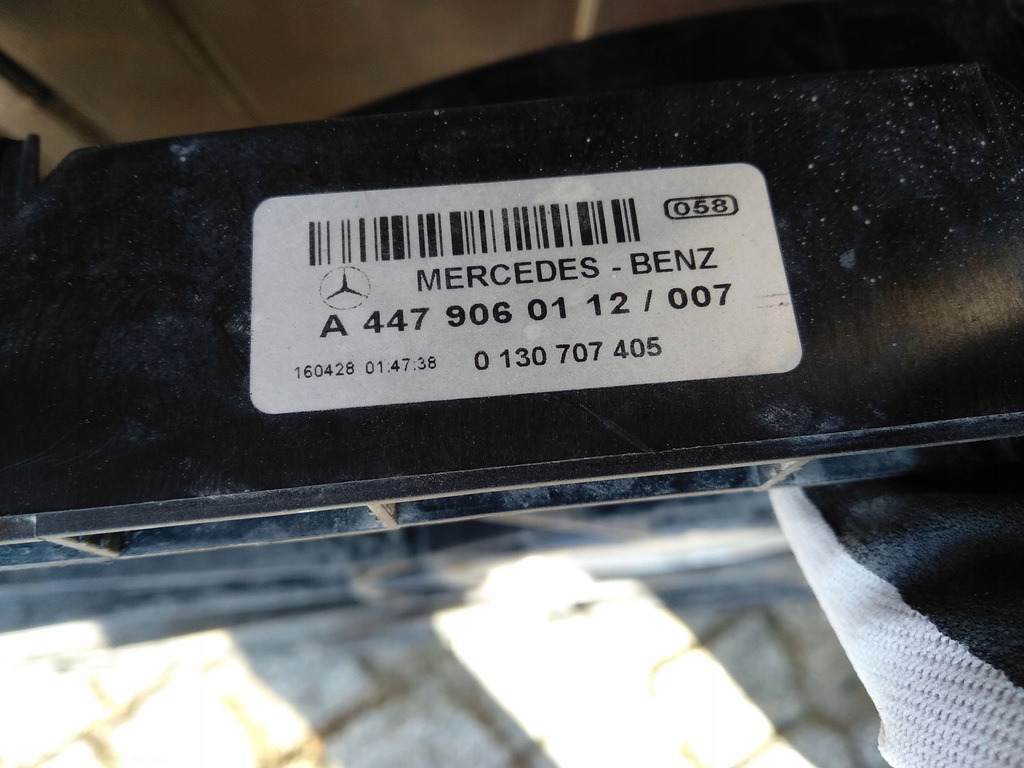 058
MERCEDES - BENZ
A 447 906 01 12 / 007
160428 01:47:38 0 130 707 405